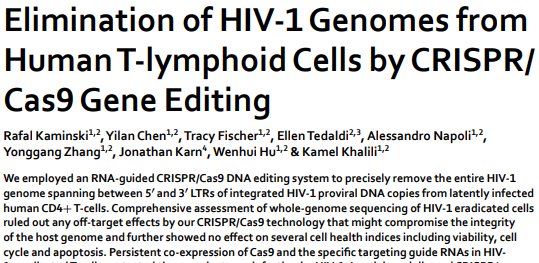 Elimination of HIV-1 Genomes from
Human T-lymphoid Cells by CRISPR/
Cas9 Gene Editing
Rafal Kaminski1,2, Yilan Chen1,2, Tracy Fischer1,2, Ellen Tedaldi2,3, Alessandro Napoli1,2,
Yonggang Zhang1,2, Jonathan Karn4, Wenhui Hu1,2 & Kamel Khalili1,2
We employed an RNA-guided CRISPR/Cas9 DNA editing system to precisely remove the entire HIV-1
genome spanning between 5′ and 3′ LTRs of integrated HIV-1 proviral DNA copies from latently infected
human CD4+ T-cells. Comprehensive assessment of whole-genome sequencing of HIV-1 eradicated cells
ruled out any off-target effects by our CRISPR/Cas9 technology that might compromise the integrity
of the host genome and further showed no effect on several cell health indices including viability, cell
cycle and apoptosis. Persistent co-expression of Cas9 and the specific targeting guide RNAs in HIV-